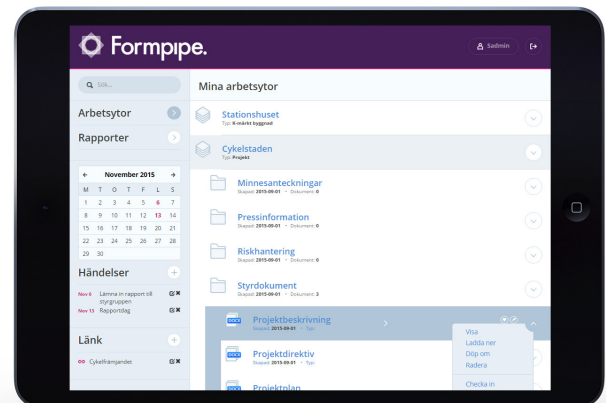 Formpipe.
Sadmin
Sök...
Arbetsytor
Rapporter
November 2015
M T O T F L S
1 2 3 4 5 6 7
8 9 10 11 12 13 14
15 16 17 18 19 20 21
22 23 24 25 26 27 28
29 30
Händelser
Nov 8 Lämna in rapport till
styrgruppen
Nov 13 Rapportdag
Länk
Cykelfrämjandet
Mina arbetsytor
Stationshuset
Typ: K-märkt byggnad
Cykelstaden
Typ: Projekt
Minnesanteckningar
Skapad: 2015-09-01 • Dokument: 0
Pressinformation
Skapad: 2015-09-01 • Dokument: 0
Riskhantering
Skapad: 2015-09-01 • Dokument: 0
Styrdokument
Skapad: 2015-09-01 • Dokument: 3
DOCX Projektbeskrivning
Skapad: 2015-09-01 • Typ:
DOCX Projektdirektiv
Skapad: 2015-09-01 • Typ:
DOCX Projektplan
Visa
Ladda ner
Döp om
Radera
Checka in